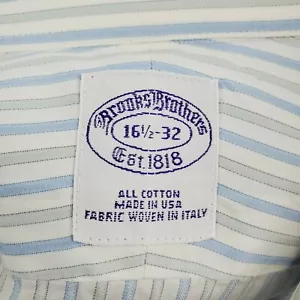 Brooks Brothers
16½-32
Est. 1818
ALL COTTON
MADE IN USA
FABRIC WOVEN IN ITALY